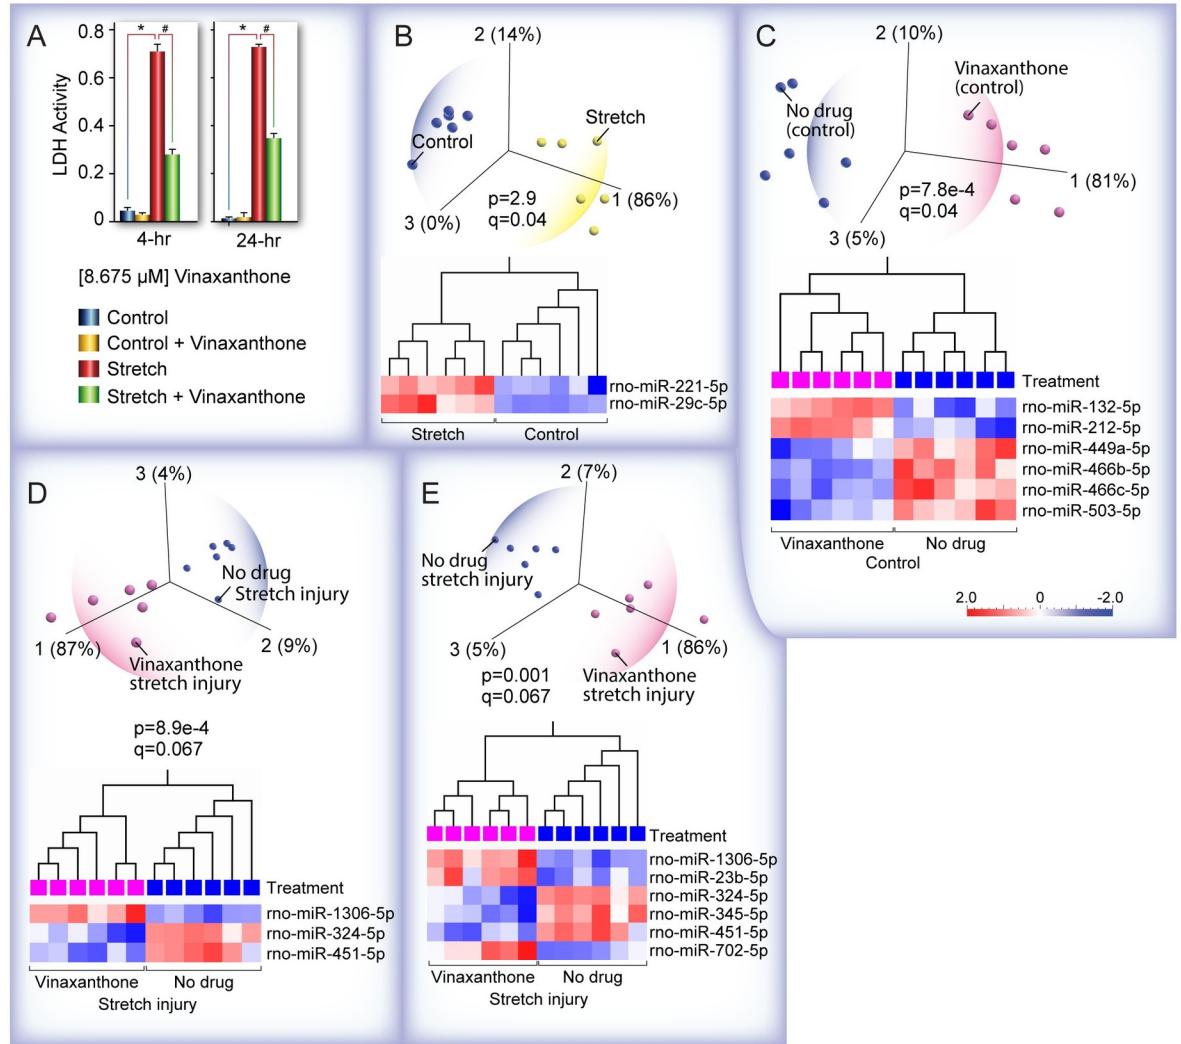 A
0.8
0.6
0.4
0.2
0
LDH Activity
* #
* #
4-hr
24-hr
[8.675 µM] Vinaxanthone
Control
Control + Vinaxanthone
Stretch
Stretch + Vinaxanthone
B
2 (14%)
Control
Stretch
1 (86%)
3 (0%)
p=2.9
q=0.04
rno-miR-221-5p
rno-miR-29c-5p
Stretch
Control
C
2 (10%)
Vinaxanthone
(control)
No drug
(control)
1 (81%)
p=7.8e-4
q=0.04
3 (5%)
Treatment
rno-miR-132-5p
rno-miR-212-5p
rno-miR-449a-5p
rno-miR-466b-5p
rno-miR-466c-5p
rno-miR-503-5p
Vinaxanthone
No drug
Control
2.0 0 -2.0
D
3 (4%)
No drug
Stretch injury
1 (87%)
2 (9%)
Vinaxanthone
stretch injury
p=8.9e-4
q=0.067
Treatment
rno-miR-1306-5p
rno-miR-324-5p
rno-miR-451-5p
Vinaxanthone
No drug
Stretch injury
E
2 (7%)
No drug
stretch injury
3 (5%)
1 (86%)
p=0.001
q=0.067
Vinaxanthone
stretch injury
Treatment
rno-miR-1306-5p
rno-miR-23b-5p
rno-miR-324-5p
rno-miR-345-5p
rno-miR-451-5p
rno-miR-702-5p
Vinaxanthone
No drug
Stretch injury